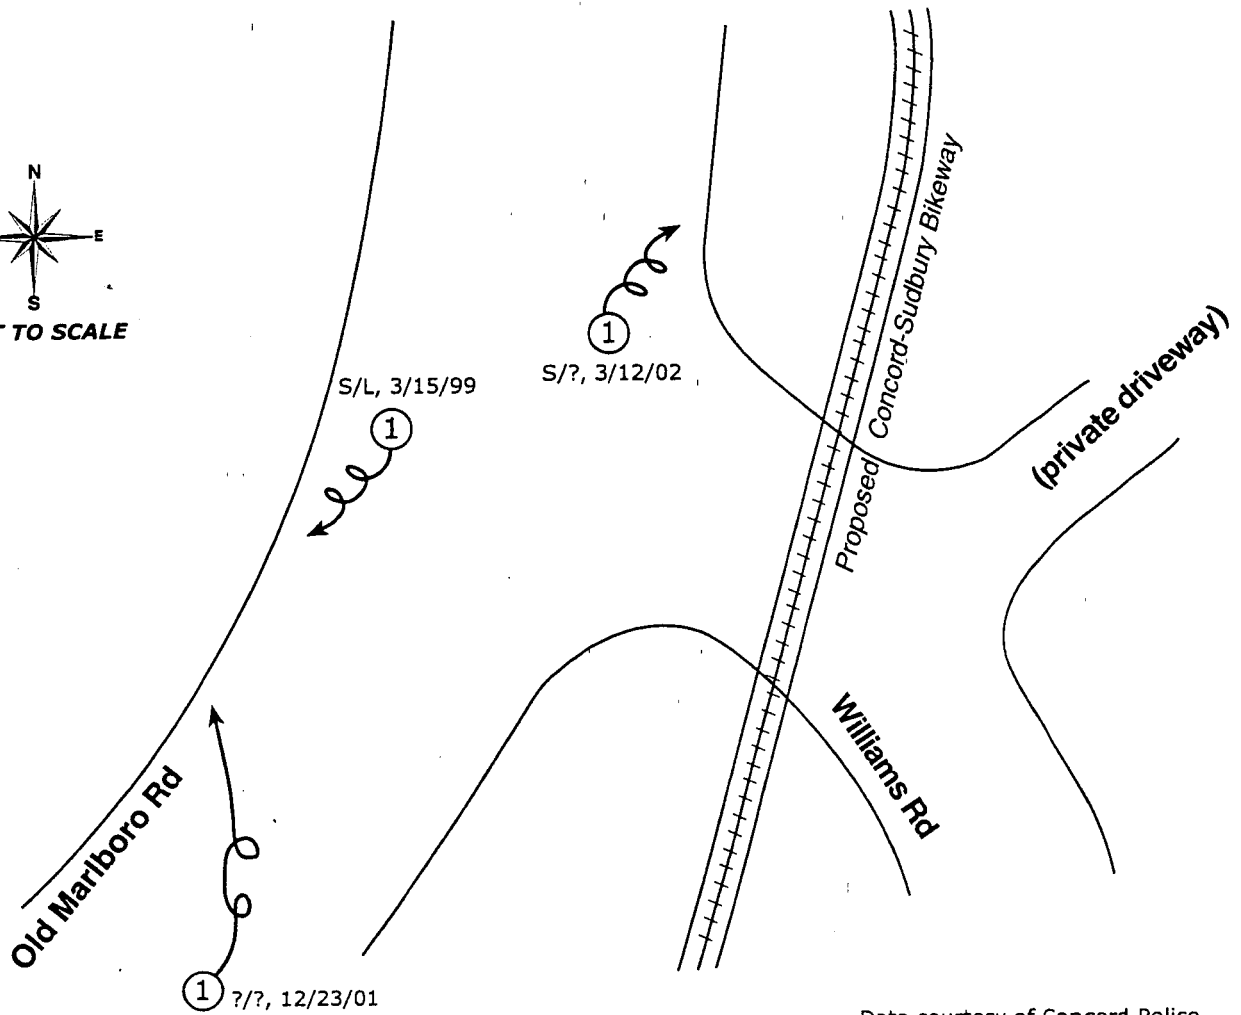 N
E
S
TO SCALE
S/L, 3/15/99
1
1
S/?, 3/12/02
Proposed Concord-Sudbury Bikeway
(private driveway)
Williams Rd
Old Marlboro Rd
1
?/?, 12/23/01
Data courtesy of Concord Police